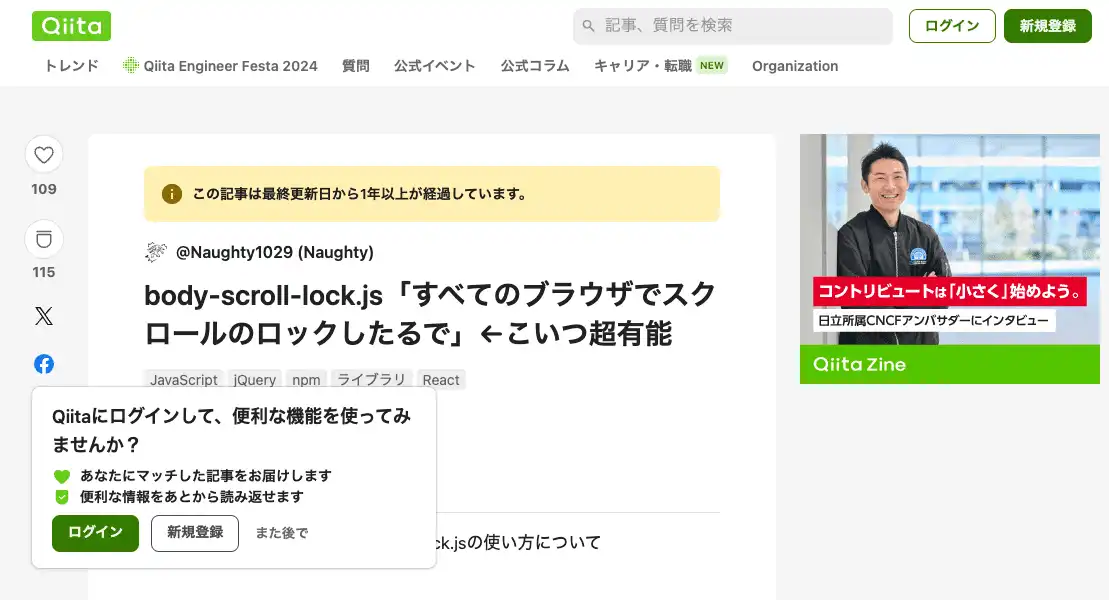 Qiita
記事、質問を検索
ログイン
新規登録
トレンド
Qiita Engineer Festa 2024
質問
公式イベント
公式コラム
キャリア・転職 NEW
Organization
109
115
この記事は最終更新日から1年以上が経過しています。
@Naughty1029 (Naughty)
body-scroll-lock.js「すべてのブラウザでスク
ロールのロックしたるで」←こいつ超有能
JavaScript
jQuery
npm
ライブラリ
React
Qiitaにログインして、便利な機能を使ってみ
ませんか？
あなたにマッチした記事をお届けします
便利な情報をあとから読み返せます
ログイン
新規登録
また後で
ck.jsの使い方について
コントリビュートは「小さく」始めよう。
日立所属CNCFアンバサダーにインタビュー
Qiita Zine